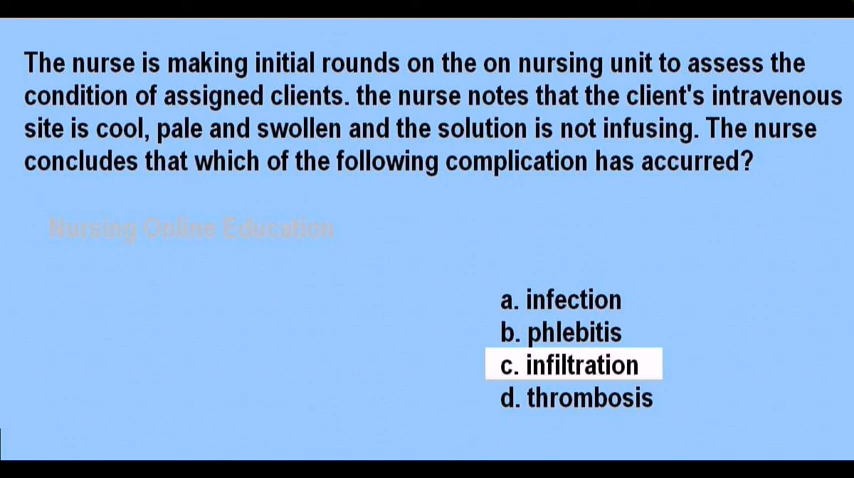 The nurse is making initial rounds on the on nursing unit to assess the
condition of assigned clients. the nurse notes that the client's intravenous
site is cool, pale and swollen and the solution is not infusing. The nurse
concludes that which of the following complication has accurred?
Nursing Online Education
a. infection
b. phlebitis
c. infiltration
d. thrombosis